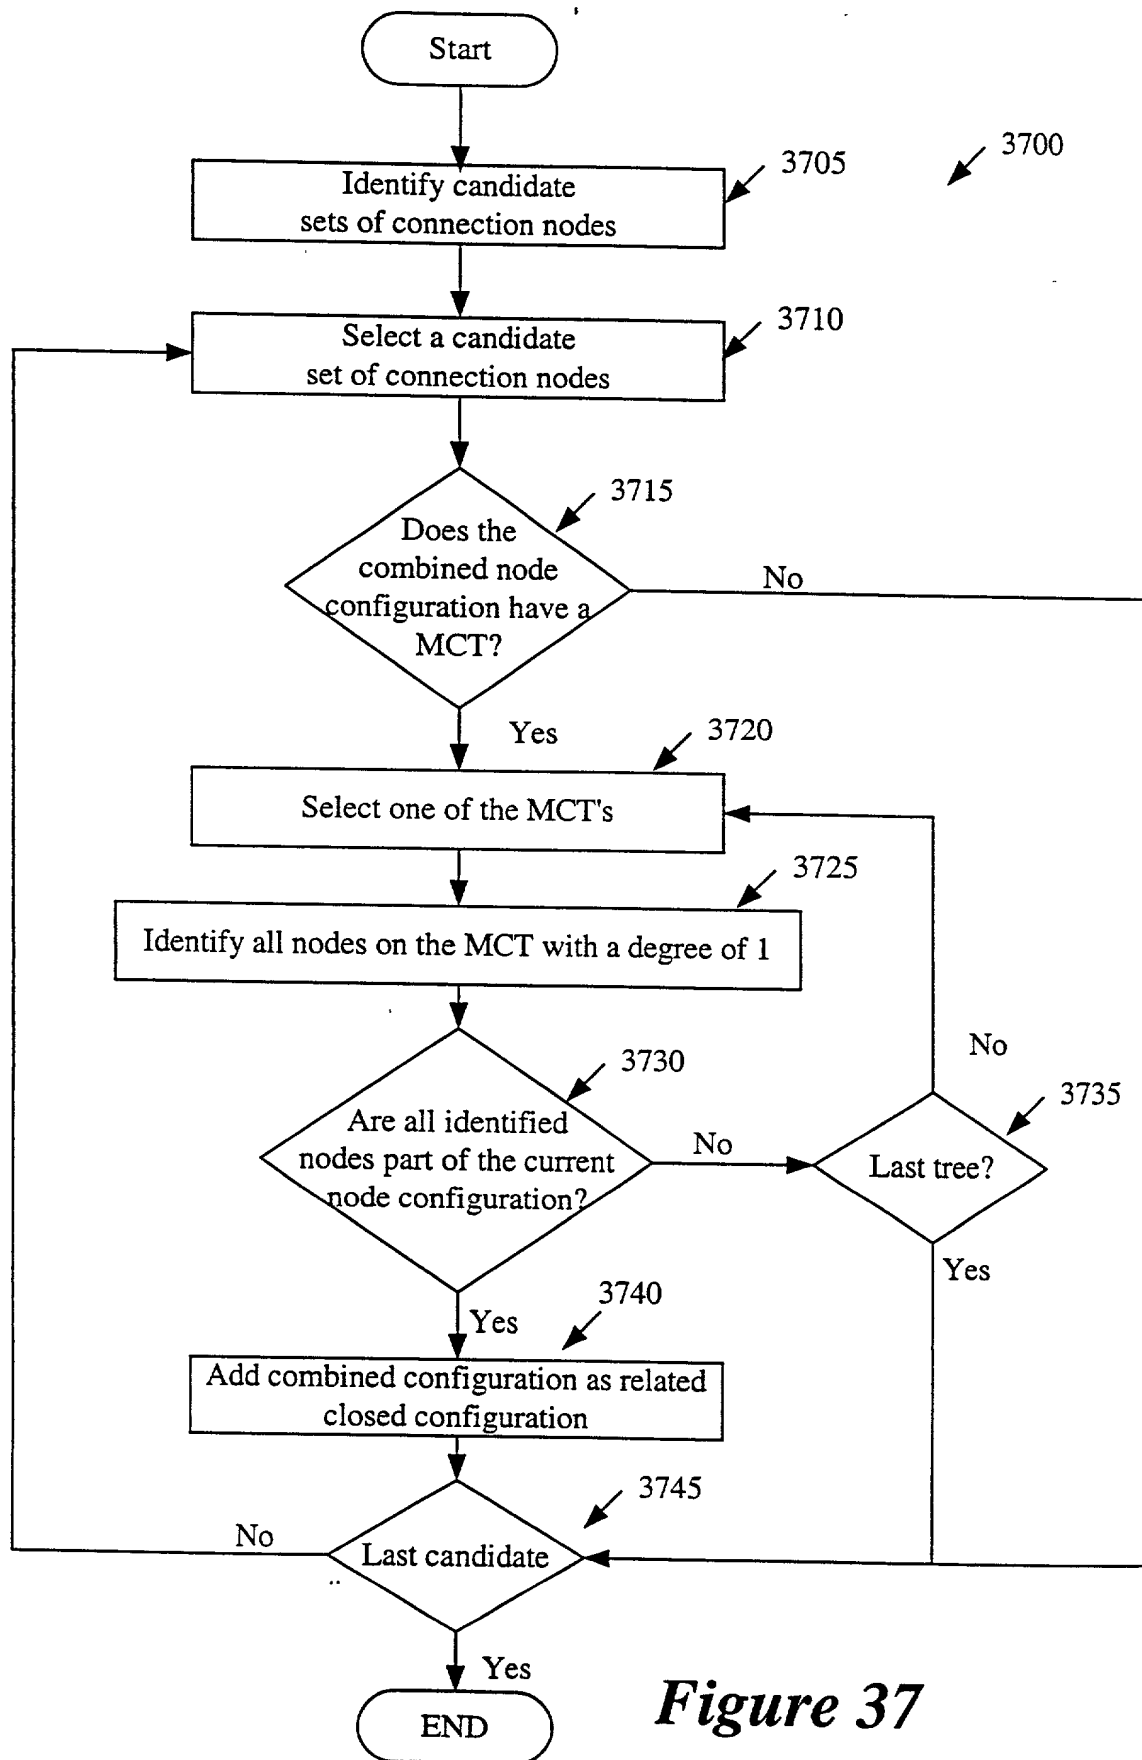 Start
3700
3705
Identify candidate
sets of connection nodes
3710
Select a candidate
set of connection nodes
3715
Does the
combined node
configuration have a
MCT?
No
Yes
3720
Select one of the MCT's
3725
Identify all nodes on the MCT with a degree of 1
No
3730
3735
Are all identified
nodes part of the current
node configuration?
No
Last tree?
Yes
3740
Yes
Add combined configuration as related
closed configuration
3745
No
Last candidate
Yes
END
Figure 37